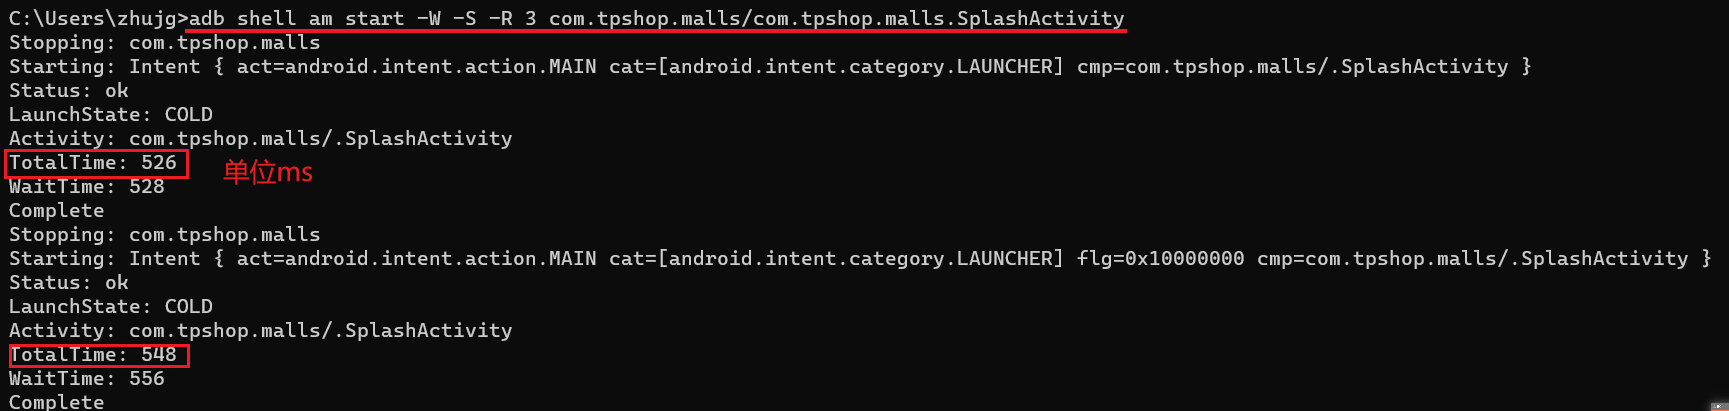 C:\Users\zhujg>adb shell am start -W -S -R 3 com.tpshop.malls/com.tpshop.malls.SplashActivity
Stopping: com.tpshop.malls
Starting: Intent { act=android.intent.action.MAIN cat=[android.intent.category.LAUNCHER] cmp=com.tpshop.malls/.SplashActivity }
Status: ok
LaunchState: COLD
Activity: com.tpshop.malls/.SplashActivity
TotalTime: 526
单位ms
WaitTime: 528
Complete
Stopping: com.tpshop.malls
Starting: Intent { act=android.intent.action.MAIN cat=[android.intent.category.LAUNCHER] flg=0x10000000 cmp=com.tpshop.malls/.SplashActivity }
Status: ok
LaunchState: COLD
Activity: com.tpshop.malls/.SplashActivity
TotalTime: 548
WaitTime: 556
Complete